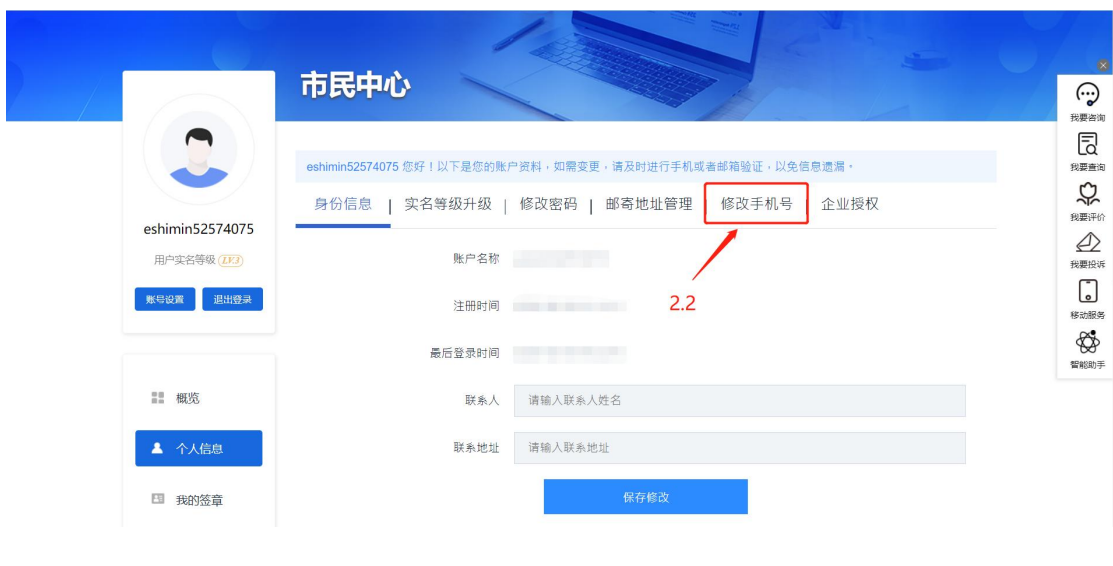 市民中心
eshimin52574075 您好！以下是您的账户资料，如需变更，请及时进行手机或者邮箱验证，以免信息遗漏。
身份信息 | 实名等级升级 | 修改密码 | 邮寄地址管理 | 修改手机号 | 企业授权
eshimin52574075
用户实名等级 LV.3
账号设置 退出登录
账户名称
注册时间
2.2
最后登录时间
联系人 请输入联系人姓名
联系地址 请输入联系地址
保存修改
概览
个人信息
我的签章
我要咨询
我要查询
我要评价
我要投诉
移动服务
智能助手